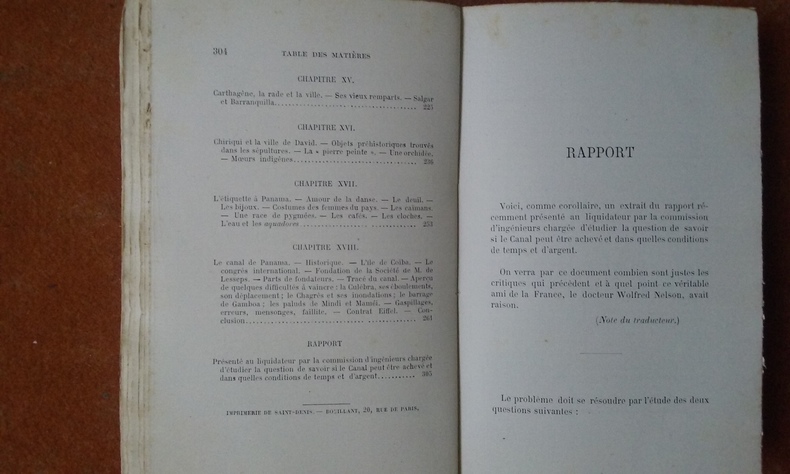 304
TABLE DES MATIÈRES
CHAPITRE XV.
Carthagène, la rade et la ville. — Ses vieux remparts. — Salgar
et Barranquilla. 225
CHAPITRE XVI.
Chiriqui et la ville de David. — Objets préhistoriques trouvés
dans les sépultures. — La « pierre peinte ». — Une orchidée.
— Mœurs indigènes. 236
CHAPITRE XVII.
L'étiquette à Panama. — Amour de la danse. — Le deuil. —
Les bijoux. — Costumes des femmes du pays. — Les caïmans.
— Une race de pygmées. — Les cafés. — Les cloches. —
L'eau et les aguadores 253
CHAPITRE XVIII.
Le canal de Panama. — Historique. — L'île de Coïba. — Le
congrès international. — Fondation de la Société de M. de
Lesseps. — Parts de fondateurs. — Tracé du canal. — Aperçu
de quelques difficultés à vaincre : la Culébra, ses éboulements,
son déplacement ; le Chagrès et ses inondations ; le barrage
de Gamboa ; les paluds de Mindi et Mamëi. — Gaspillages,
erreurs, mensonges, faillite. — Contrat Eiffel. — Con-
clusion 261
RAPPORT
Présenté au liquidateur par la commission d'ingénieurs chargée
d'étudier la question de savoir si le Canal peut être achevé et
dans quelles conditions de temps et d'argent 305
IMPRIMERIE DE SAINT-DENIS. — BOUILLANT, 20, RUE DE PARIS,
RAPPORT
Voici, comme corollaire, un extrait du rapport ré-
cemment présenté au liquidateur par la commission
d'ingénieurs chargée d'étudier la question de savoir
si le Canal peut être achevé et dans quelles conditions
de temps et d'argent.
On verra par ce document combien sont justes les
critiques qui précèdent et à quel point ce véritable
ami de la France, le docteur Wolfred Nelson, avait
raison.
(Note du traducteur.)
Le problème doit se résoudre par l'étude des deux
questions suivantes :